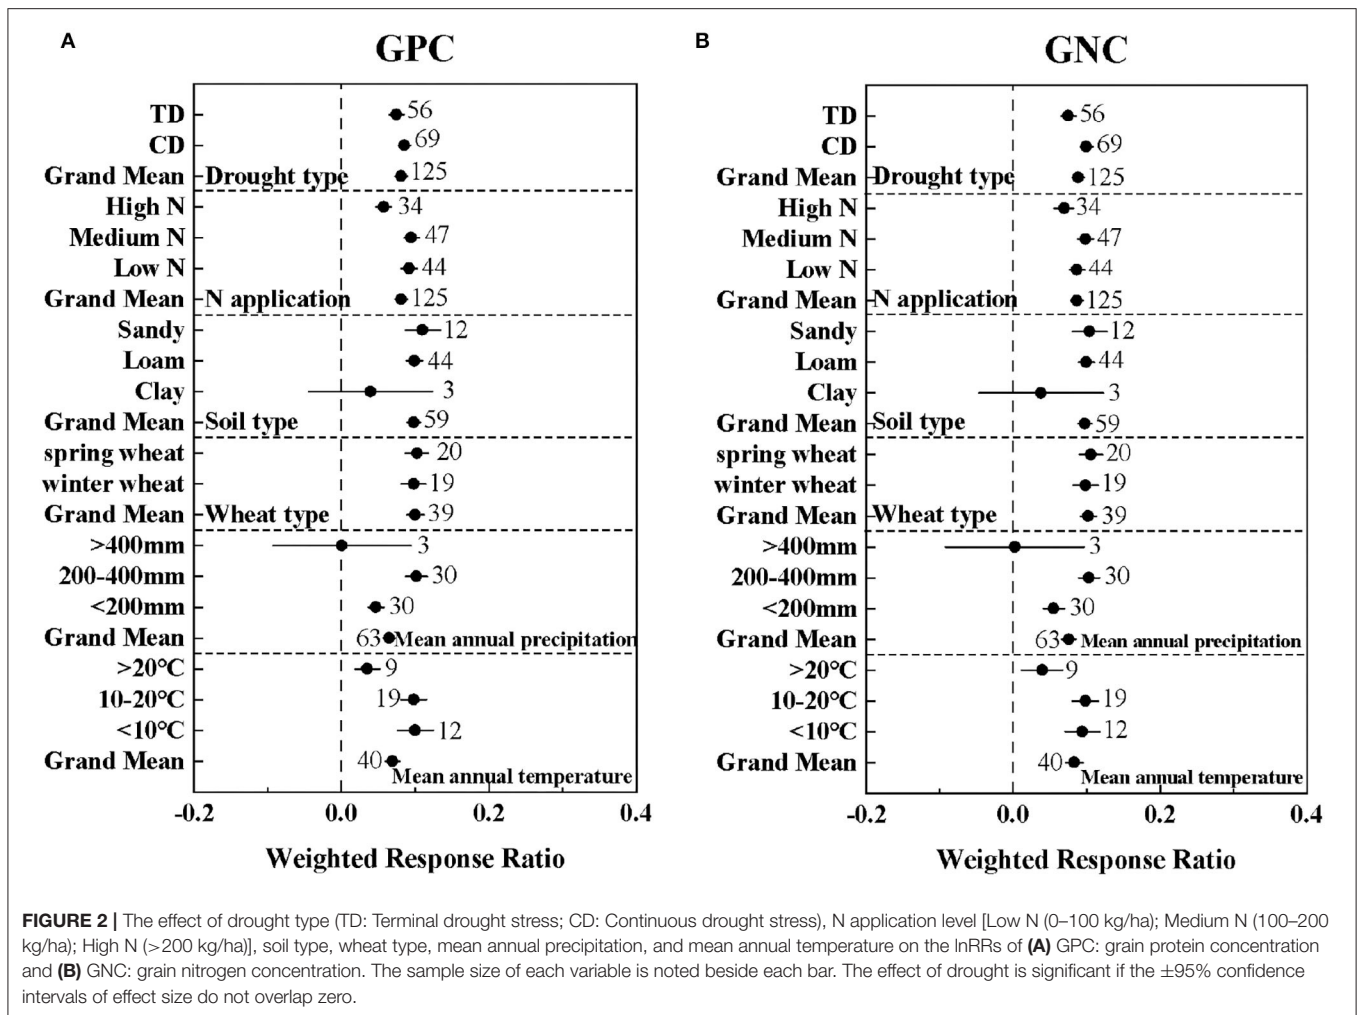 A
GPC
TD
56
CD
69
Grand Mean
Drought type
125
High N
34
Medium N
47
Low N
44
Grand Mean
N application
125
Sandy
12
Loam
44
Clay
3
Grand Mean
Soil type
59
spring wheat
20
winter wheat
19
Grand Mean
Wheat type
39
>400mm
3
200-400mm
30
<200mm
30
Grand Mean
63
Mean annual precipitation
>20°C
9
10-20°C
19
<10°C
12
Grand Mean
40
Mean annual temperature
-0.2 0.0 0.2 0.4
Weighted Response Ratio
B
GNC
TD
56
CD
69
Grand Mean
Drought type
125
High N
34
Medium N
47
Low N
44
Grand Mean
N application
125
Sandy
12
Loam
44
Clay
3
Grand Mean
Soil type
59
spring wheat
20
winter wheat
19
Grand Mean
Wheat type
39
>400mm
3
200-400mm
30
<200mm
30
Grand Mean
63
Mean annual precipitation
>20°C
9
10-20°C
19
<10°C
12
Grand Mean
40
Mean annual temperature
-0.2 0.0 0.2 0.4
Weighted Response Ratio
FIGURE 2 | The effect of drought type (TD: Terminal drought stress; CD: Continuous drought stress), N application level [Low N (0–100 kg/ha); Medium N (100–200
kg/ha); High N (>200 kg/ha)], soil type, wheat type, mean annual precipitation, and mean annual temperature on the lnRRs of (A) GPC: grain protein concentration
and (B) GNC: grain nitrogen concentration. The sample size of each variable is noted beside each bar. The effect of drought is significant if the ±95% confidence
intervals of effect size do not overlap zero.